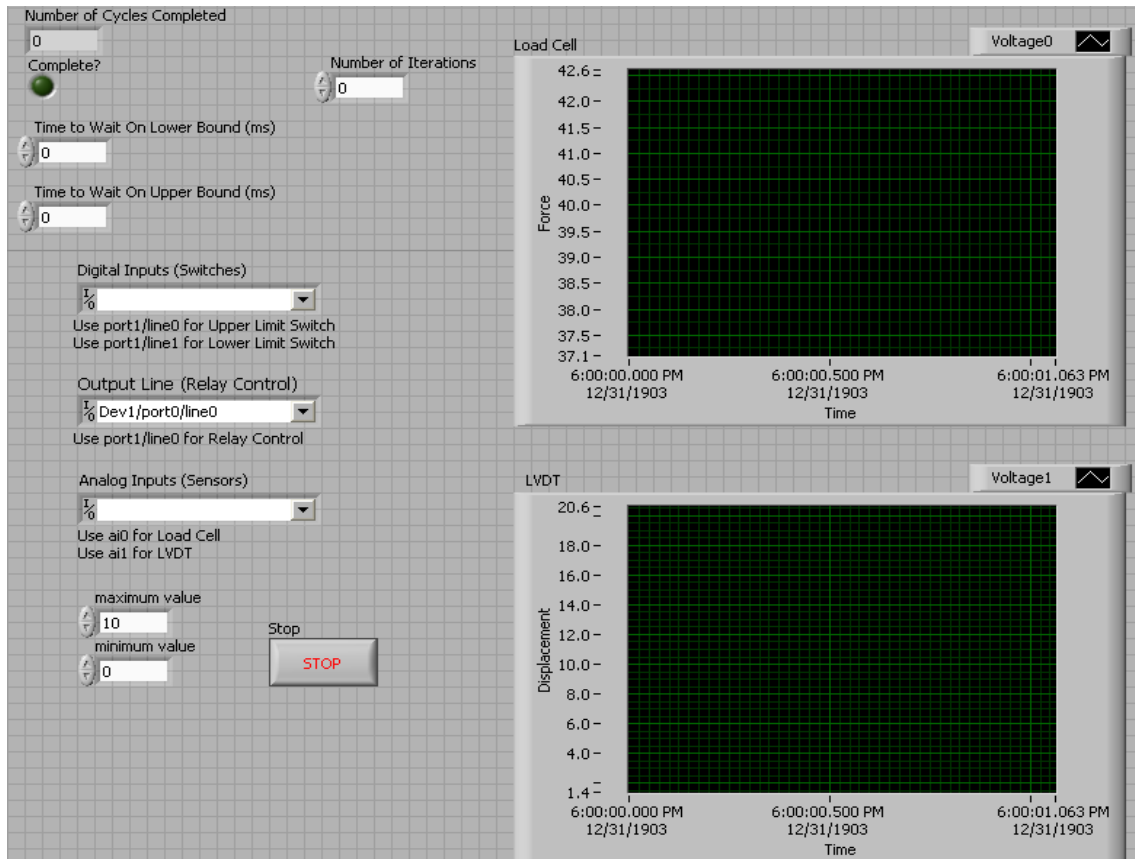 Number of Cycles Completed
0
Complete?
Number of Iterations
0
Time to Wait On Lower Bound (ms)
0
Time to Wait On Upper Bound (ms)
0
Digital Inputs (Switches)
I/O
Use port1/line0 for Upper Limit Switch
Use port1/line1 for Lower Limit Switch
Output Line (Relay Control)
I/O Dev1/port0/line0
Use port1/line0 for Relay Control
Analog Inputs (Sensors)
I/O
Use ai0 for Load Cell
Use ai1 for LVDT
maximum value
10
minimum value
0
Stop
STOP
Load Cell
Voltage0
Force
42.6
42.0
41.5
41.0
40.5
40.0
39.5
39.0
38.5
38.0
37.5
37.1
6:00:00.000 PM 6:00:00.500 PM 6:00:01.063 PM
12/31/1903 12/31/1903 12/31/1903
Time
LVDT
Voltage1
Displacement
20.6
18.0
16.0
14.0
12.0
10.0
8.0
6.0
4.0
1.4
6:00:00.000 PM 6:00:00.500 PM 6:00:01.063 PM
12/31/1903 12/31/1903 12/31/1903
Time